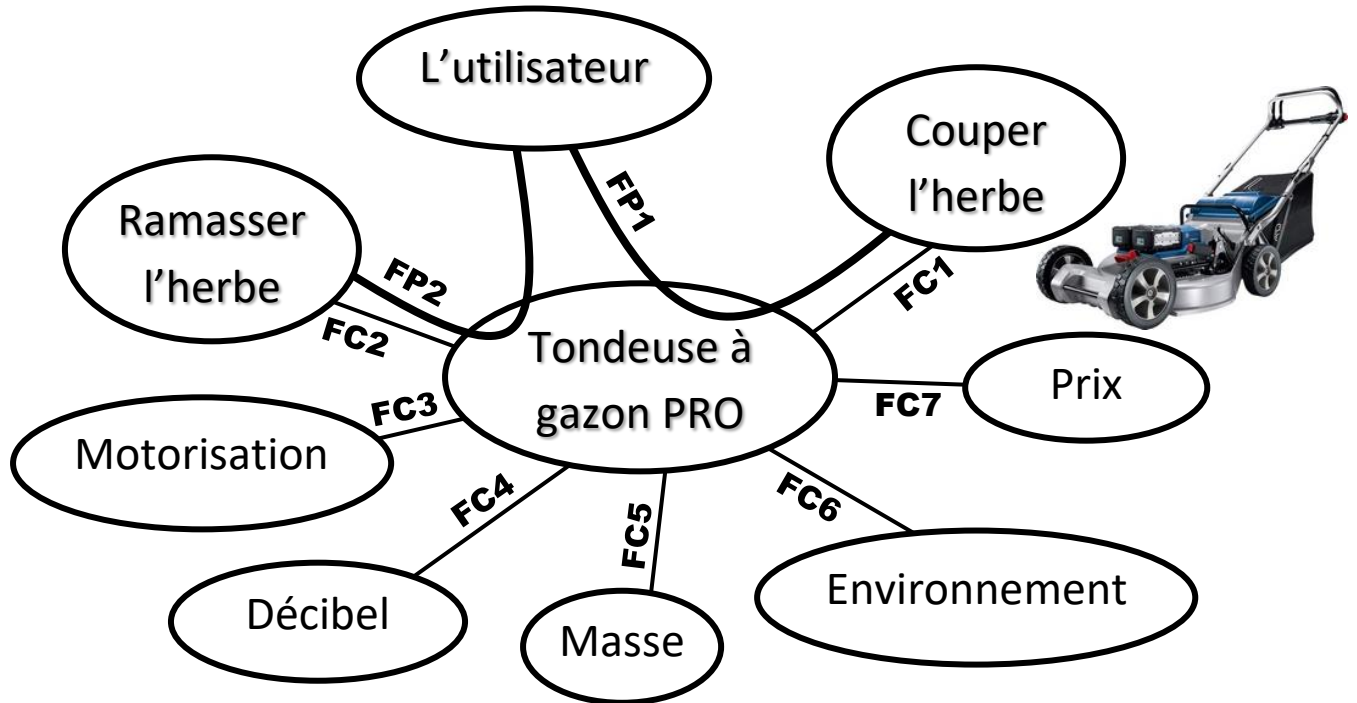 L’utilisateur
Couper
l’herbe
FP1
Ramasser
l’herbe
FP2
FC1
FC2
Tondeuse à
gazon PRO
Prix
FC7
FC3
Motorisation
FC4
FC5
FC6
Environnement
Décibel
Masse